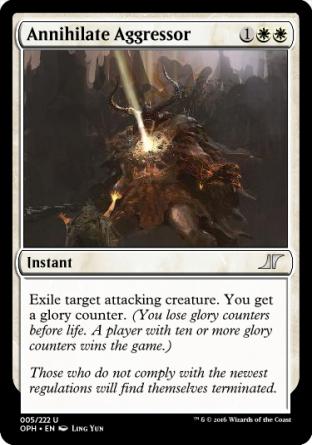 Annihilate Aggressor 1
Instant
Exile target attacking creature. You get
a glory counter. (You lose glory counters
before life. A player with ten or more glory
counters wins the game.)
Those who do not comply with the newest
regulations will find themselves terminated.
005/222 U
OPH • EN Ling Yun
™ & © 2016 Wizards of the Coast